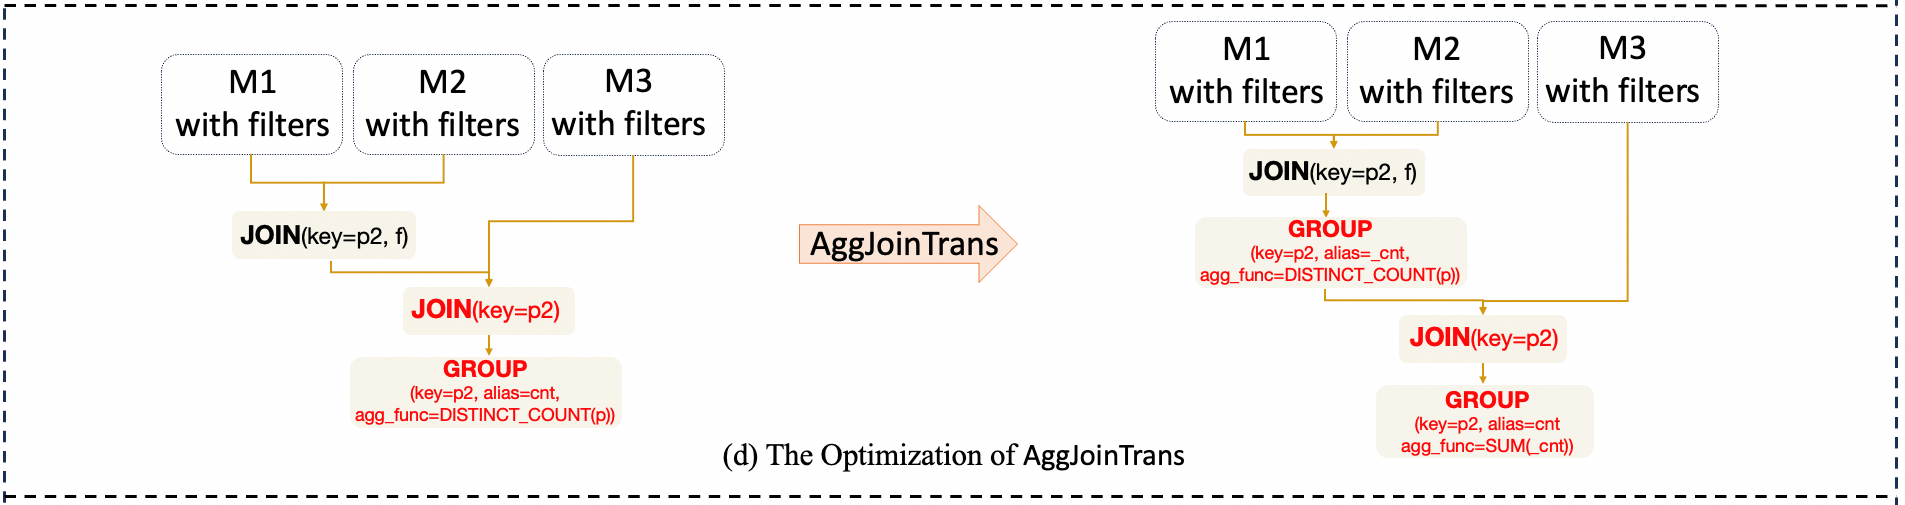 M1
with filters
M2
with filters
M3
with filters
JOIN(key=p2, f)
JOIN(key=p2)
GROUP
(key=p2, alias=cnt,
agg_func=DISTINCT_COUNT(p))
AggJoinTrans
M1
with filters
M2
with filters
M3
with filters
JOIN(key=p2, f)
GROUP
(key=p2, alias=_cnt,
agg_func=DISTINCT_COUNT(p))
JOIN(key=p2)
GROUP
(key=p2, alias=cnt
agg_func=SUM(_cnt))
(d) The Optimization of AggJoinTrans